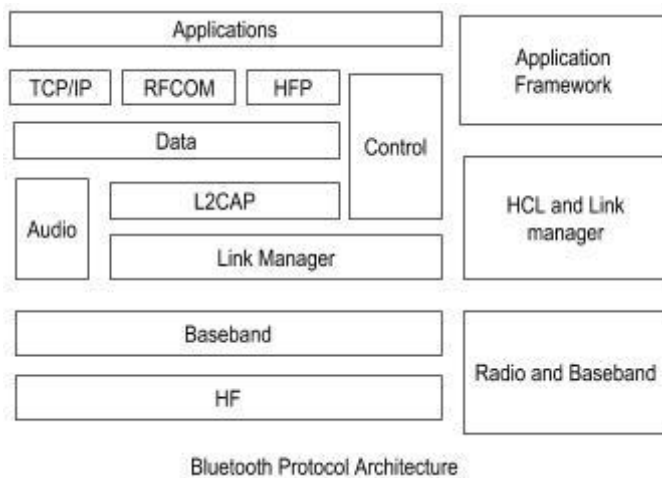 Applications
TCP/IP
RFCOM
HFP
Control
Data
Audio
L2CAP
Link Manager
Baseband
HF
Application
Framework
HCL and Link
manager
Radio and Baseband
Bluetooth Protocol Architecture